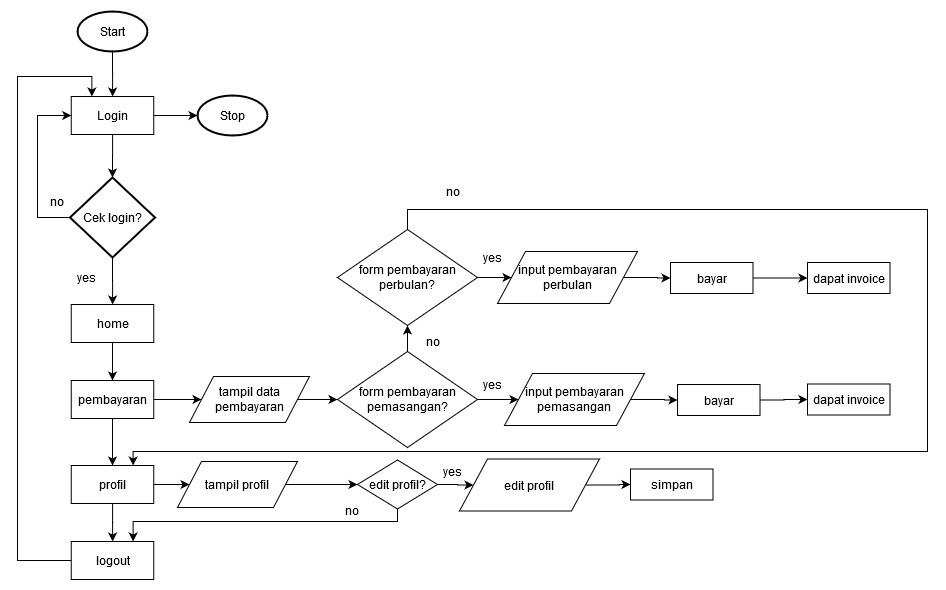 Start
Login
Stop
no
Cek login?
yes
home
no
form pembayaran
perbulan?
yes
input pembayaran
perbulan
bayar
dapat invoice
no
pembayaran
tampil data
pembayaran
form pembayaran
pemasangan?
yes
input pembayaran
pemasangan
bayar
dapat invoice
profil
tampil profil
edit profil?
yes
edit profil
simpan
no
logout